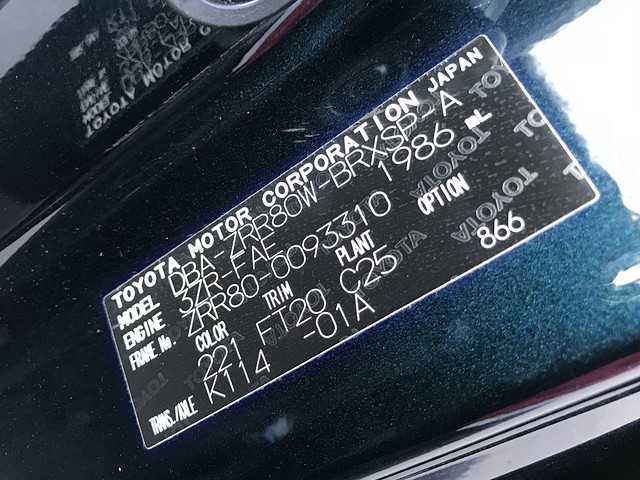 TOYOTA MOTOR CORPORATION JAPAN
MODEL DBA-ZRR80W-BRXSP-A
ENGINE 3ZR-FAE 1986 mL
FRAME No. ZRR80-0093310
COLOR TRIM PLANT OPTION
221 FT20 C25 866
TRANS./AXLE K114 -01A